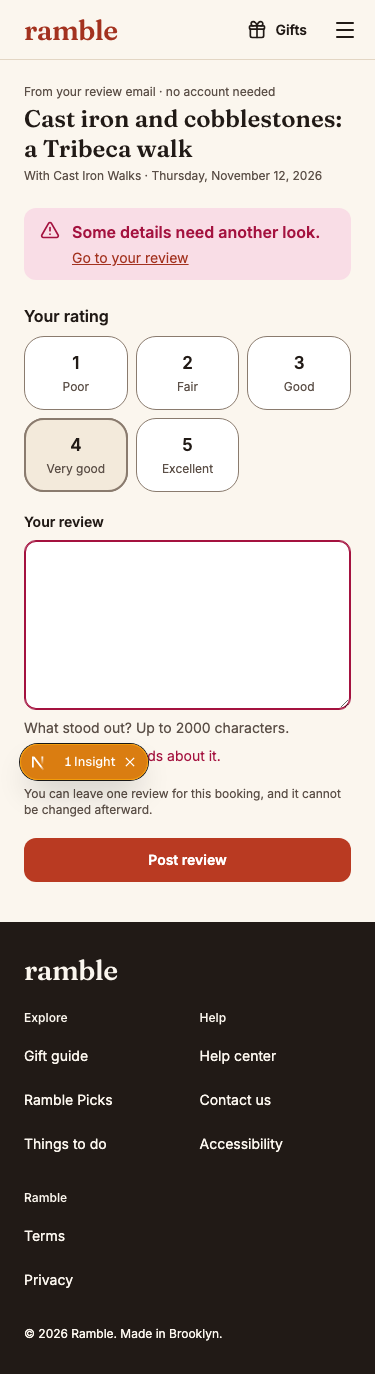 ramble
Gifts
From your review email · no account needed
Cast iron and cobblestones:
a Tribeca walk
With Cast Iron Walks · Thursday, November 12, 2026
Some details need another look.
Go to your review
Your rating
1
Poor
2
Fair
3
Good
4
Very good
5
Excellent
Your review
What stood out? Up to 2000 characters.
about it.
1 Insight
You can leave one review for this booking, and it cannot
be changed afterward.
Post review
ramble
Explore
Help
Gift guide
Help center
Ramble Picks
Contact us
Things to do
Accessibility
Ramble
Terms
Privacy
© 2026 Ramble. Made in Brooklyn.